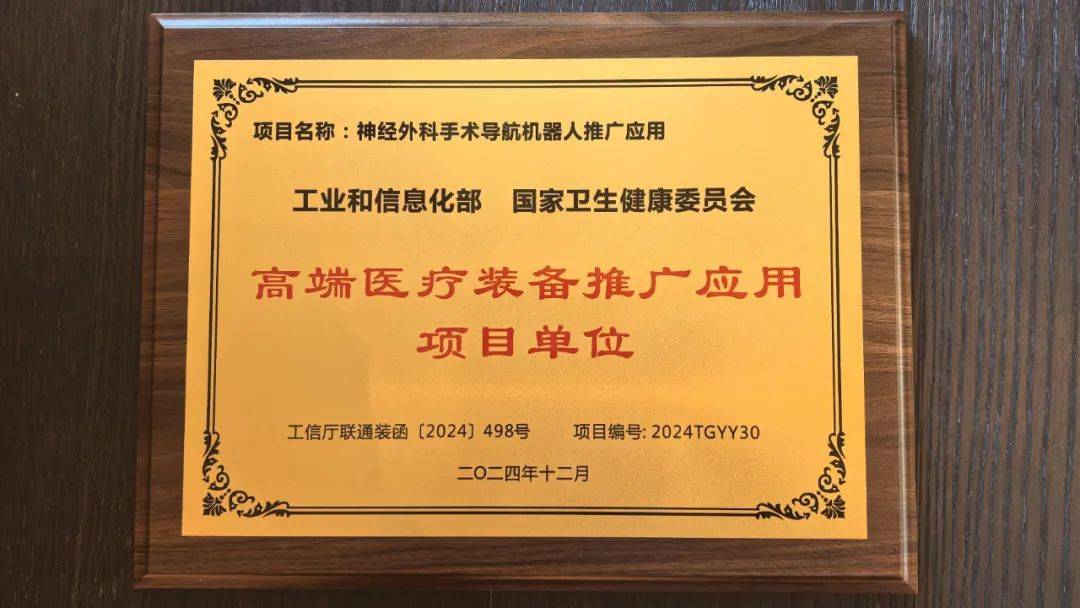 项目名称：神经外科手术导航机器人推广应用
工业和信息化部 国家卫生健康委员会
高端医疗装备推广应用
项目单位
工信厅联通装函〔2024〕498号 项目编号: 2024TGYY30
二〇二四年十二月